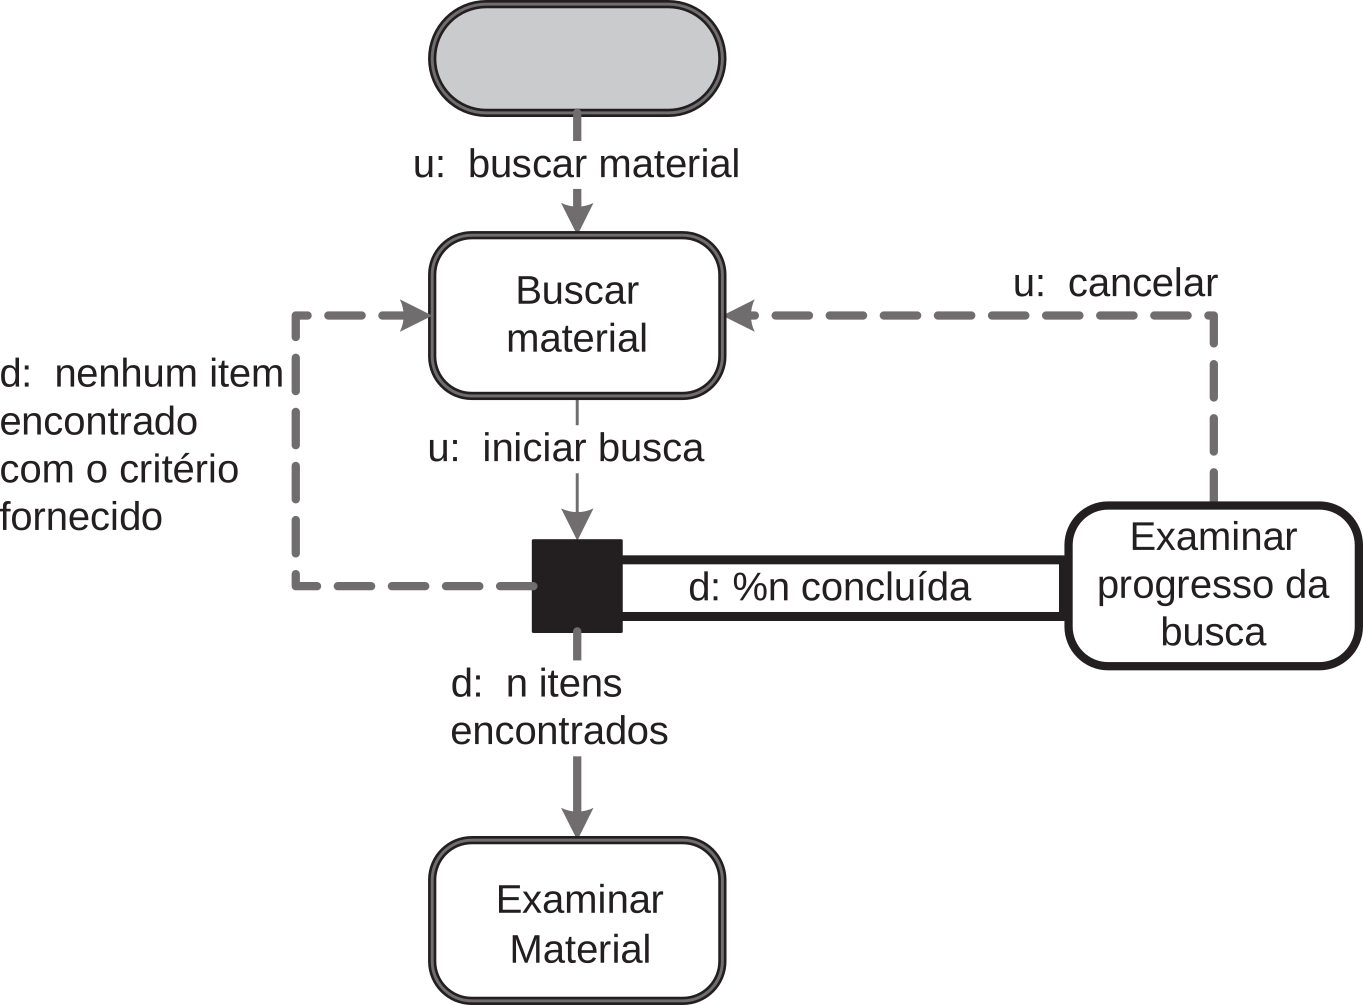 u: buscar material
Buscar
material
u: cancelar
d: nenhum item
encontrado
com o critério
fornecido
u: iniciar busca
d: %n concluída
Examinar
progresso da
busca
d: n itens
encontrados
Examinar
Material